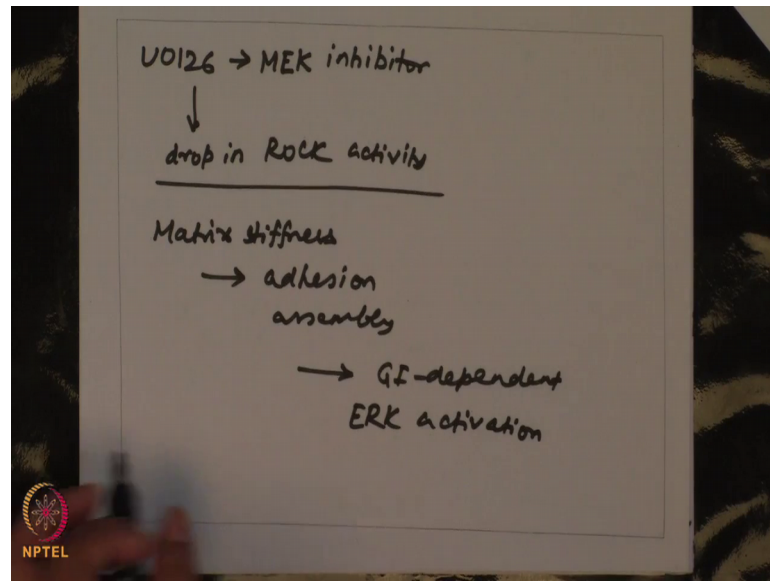 U0126 → MEK inhibitor
↓
drop in ROCK activity
Matrix stiffness
→ adhesion
assembly
→ GF-dependent
ERK activation
NPTEL